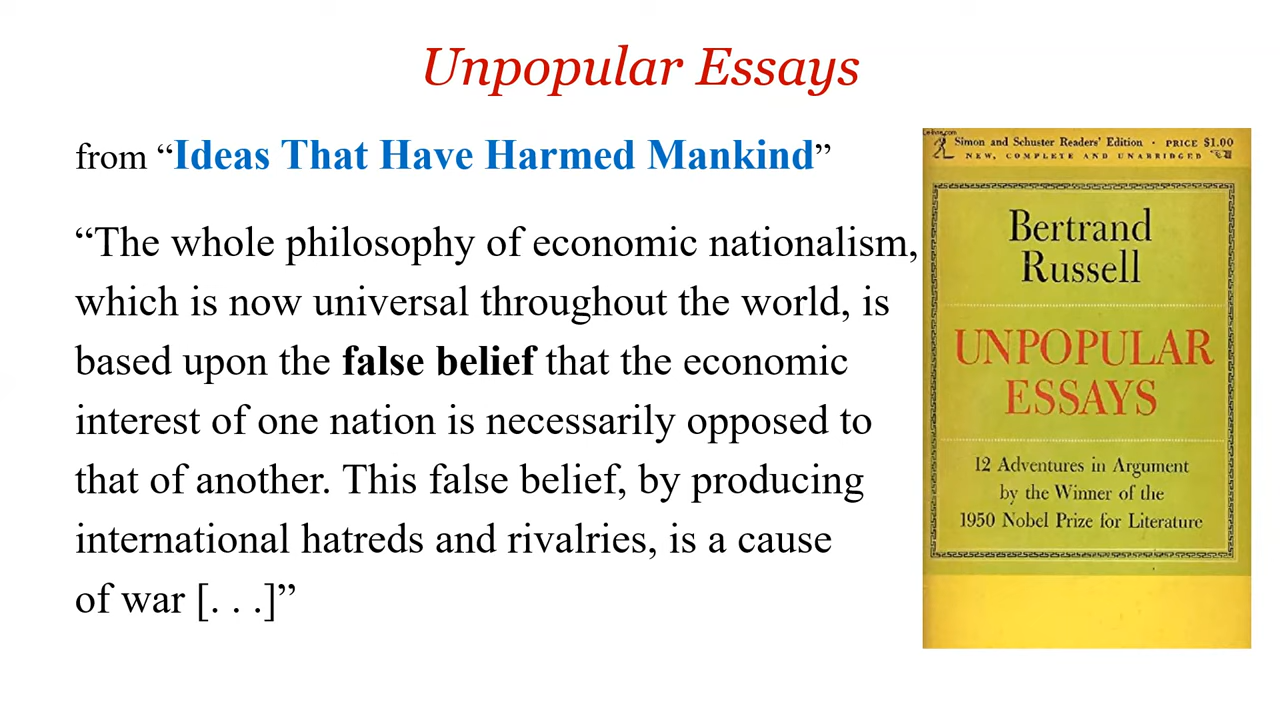 Unpopular Essays
from “Ideas That Have Harmed Mankind”
“The whole philosophy of economic nationalism,
which is now universal throughout the world, is
based upon the false belief that the economic
interest of one nation is necessarily opposed to
that of another. This false belief, by producing
international hatreds and rivalries, is a cause
of war [. . .]”
Simon and Schuster Readers' Edition · PRICE $1.00
NEW, COMPLETE AND UNABRIDGED
Bertrand
Russell
UNPOPULAR
ESSAYS
12 Adventures in Argument
by the Winner of the
1950 Nobel Prize for Literature